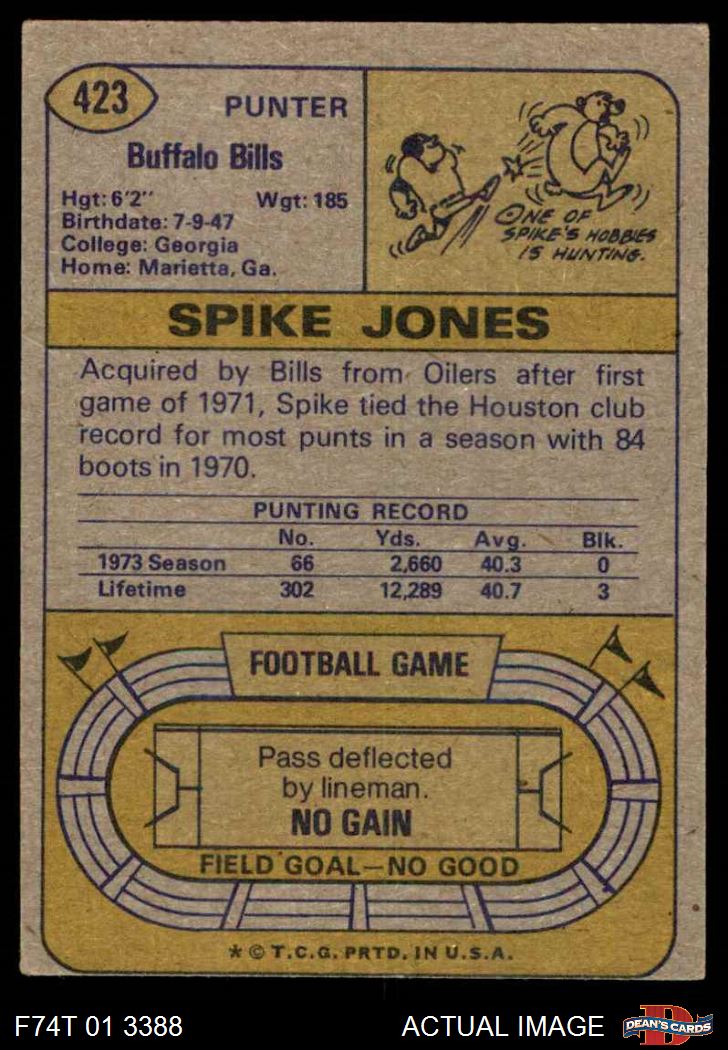 423
PUNTER
Buffalo Bills
Hgt: 6'2" Wgt: 185
Birthdate: 7-9-47
College: Georgia
Home: Marietta, Ga.
ONE OF
SPIKE'S HOBBIES
IS HUNTING.
SPIKE JONES
Acquired by Bills from Oilers after first
game of 1971, Spike tied the Houston club
record for most punts in a season with 84
boots in 1970.
PUNTING RECORD
No. Yds. Avg. Blk.
1973 Season 66 2,660 40.3 0
Lifetime 302 12,289 40.7 3
FOOTBALL GAME
Pass deflected
by lineman.
NO GAIN
FIELD GOAL—NO GOOD
* © T.C.G. PRTD. IN U.S.A.
F74T 01 3388 ACTUAL IMAGE DEAN'S CARDS